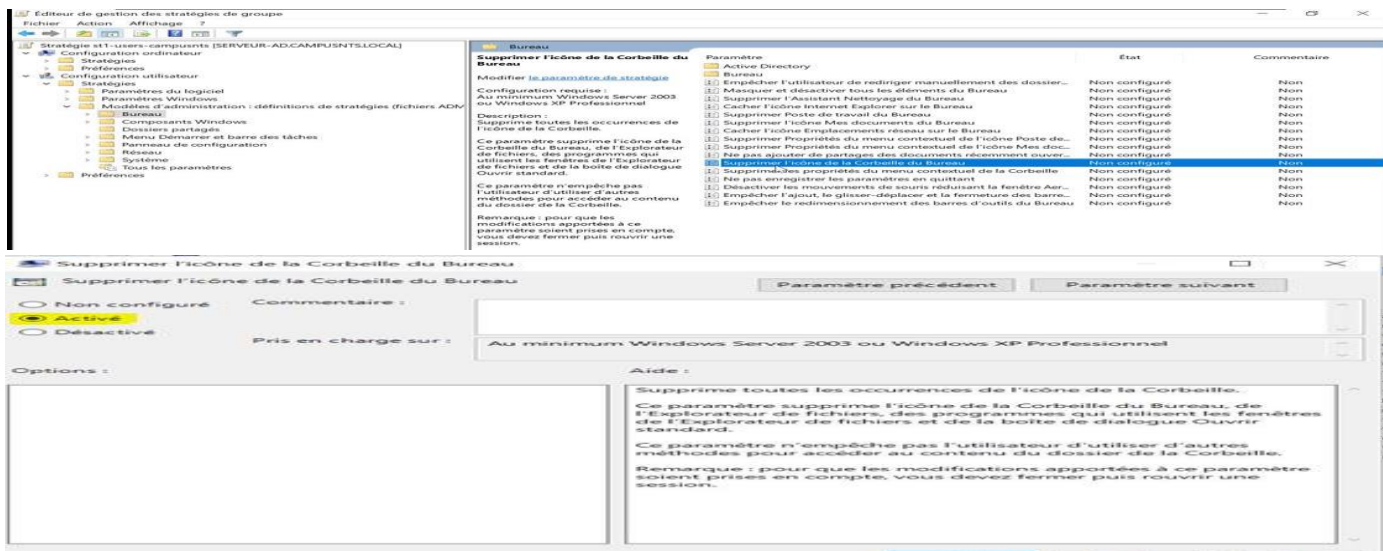 Éditeur de gestion des stratégies de groupe
Fichier Action Affichage ?
Stratégie st1-users-campusnts [SERVEUR-AD.CAMPUSNTS.LOCAL]
Configuration ordinateur
Stratégies
Préférences
Configuration utilisateur
Stratégies
Paramètres du logiciel
Paramètres Windows
Modèles d'administration : définitions de stratégies (fichiers ADM
Bureau
Composants Windows
Dossiers partagés
Menu Démarrer et barre des tâches
Panneau de configuration
Réseau
Système
Tous les paramètres
Préférences
Bureau
Supprimer l'icône de la Corbeille du
Bureau
Modifier le paramètre de stratégie
Configuration requise :
Au minimum Windows Server 2003
ou Windows XP Professionnel
Description :
Supprime toutes les occurrences de
l'icône de la Corbeille.
Ce paramètre supprime l'icône de la
Corbeille du Bureau, de l'Explorateur
de fichiers, des programmes qui
utilisent les fenêtres de l'Explorateur
de fichiers et de la boîte de dialogue
Ouvrir standard.
Ce paramètre n'empêche pas
l'utilisateur d'utiliser d'autres
méthodes pour accéder au contenu
du dossier de la Corbeille.
Remarque : pour que les
modifications apportées à ce
paramètre soient prises en compte,
vous devez fermer puis rouvrir une
session.
Paramètre État Commentaire
Active Directory
Bureau
Empêcher l'utilisateur de rediriger manuellement des dossier... Non configuré Non
Masquer et désactiver tous les éléments du Bureau Non configuré Non
Supprimer l'Assistant Nettoyage du Bureau Non configuré Non
Cacher l'icône Internet Explorer sur le Bureau Non configuré Non
Supprimer Poste de travail du Bureau Non configuré Non
Supprimer l'icône Mes documents du Bureau Non configuré Non
Cacher l'icône Emplacements réseau sur le Bureau Non configuré Non
Supprimer Propriétés du menu contextuel de l'icône Poste de... Non configuré Non
Supprimer Propriétés du menu contextuel de l'icône Mes doc... Non configuré Non
Ne pas ajouter de partages des documents récemment ouver... Non configuré Non
Supprimer l'icône de la Corbeille du Bureau Non configuré Non
Supprimer les propriétés du menu contextuel de la Corbeille Non configuré Non
Ne pas enregistrer les paramètres en quittant Non configuré Non
Désactiver les mouvements de souris réduisant la fenêtre Aer... Non configuré Non
Empêcher l'ajout, le glisser-déplacer et la fermeture des barre... Non configuré Non
Empêcher le redimensionnement des barres d'outils du Bureau Non configuré Non
Supprimer l'icône de la Corbeille du Bureau
Supprimer l'icône de la Corbeille du Bureau
Paramètre précédent Paramètre suivant
Non configuré Commentaire :
Activé
Désactivé
Pris en charge sur : Au minimum Windows Server 2003 ou Windows XP Professionnel
Options : Aide :
Supprime toutes les occurrences de l'icône de la Corbeille.
Ce paramètre supprime l'icône de la Corbeille du Bureau, de
l'Explorateur de fichiers, des programmes qui utilisent les fenêtres
de l'Explorateur de fichiers et de la boîte de dialogue Ouvrir
standard.
Ce paramètre n'empêche pas l'utilisateur d'utiliser d'autres
méthodes pour accéder au contenu du dossier de la Corbeille.
Remarque : pour que les modifications apportées à ce paramètre
soient prises en compte, vous devez fermer puis rouvrir une
session.